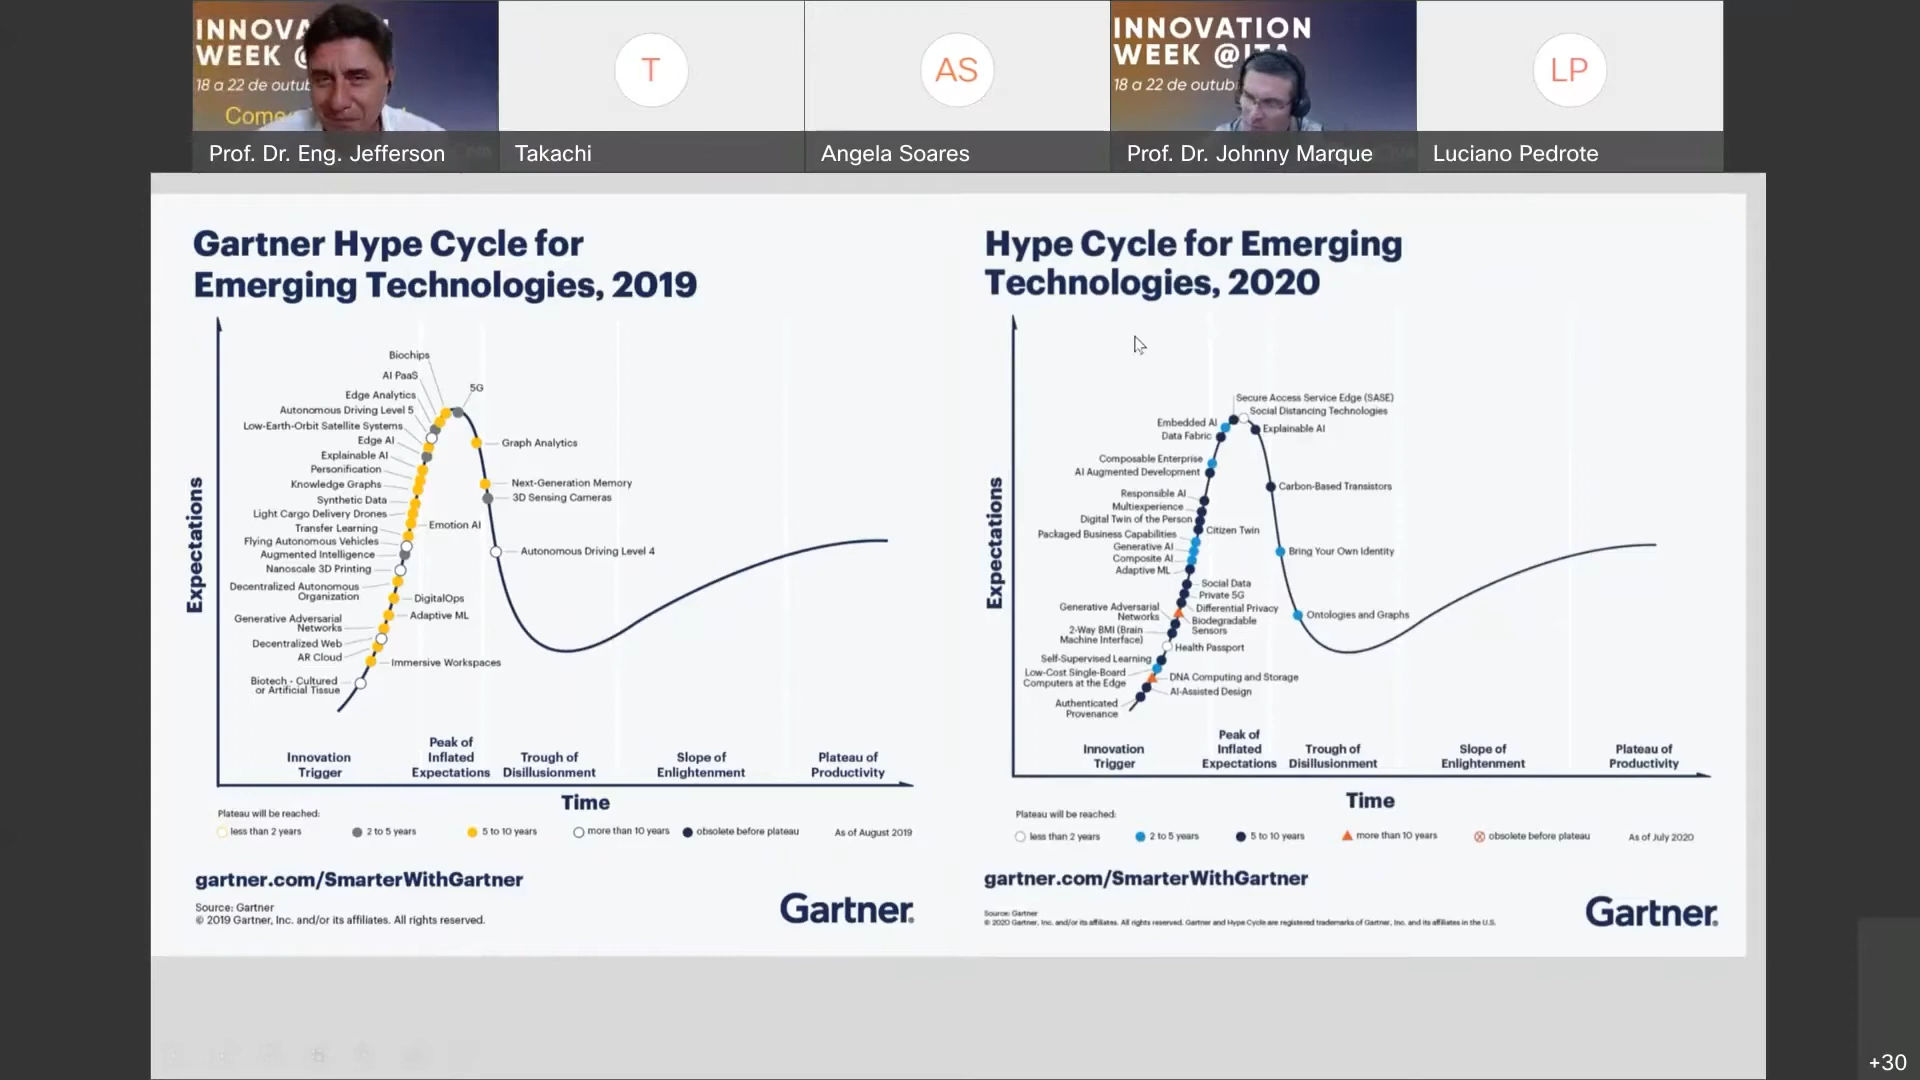 INNOVA
WEEK @
18 a 22 de outub
Come
Prof. Dr. Eng. Jefferson
T
Takachi
AS
Angela Soares
INNOVATION
WEEK @ITA
18 a 22 de outubr
Prof. Dr. Johnny Marque
LP
Luciano Pedrote
Gartner Hype Cycle for
Emerging Technologies, 2019
Expectations
Biochips
AI PaaS
5G
Edge Analytics
Autonomous Driving Level 5
Low-Earth-Orbit Satellite Systems
Edge AI
Graph Analytics
Explainable AI
Personification
Knowledge Graphs
Next-Generation Memory
Synthetic Data
3D Sensing Cameras
Light Cargo Delivery Drones
Transfer Learning
Emotion AI
Flying Autonomous Vehicles
Augmented Intelligence
Autonomous Driving Level 4
Nanoscale 3D Printing
Decentralized Autonomous
Organization
DigitalOps
Generative Adversarial
Networks
Adaptive ML
Decentralized Web
AR Cloud
Immersive Workspaces
Biotech - Cultured
or Artificial Tissue
Innovation
Trigger
Peak of
Inflated
Expectations
Trough of
Disillusionment
Slope of
Enlightenment
Plateau of
Productivity
Time
Plateau will be reached:
less than 2 years
2 to 5 years
5 to 10 years
more than 10 years
obsolete before plateau
As of August 2019
gartner.com/SmarterWithGartner
Source: Gartner
© 2019 Gartner, Inc. and/or its affiliates. All rights reserved.
Gartner®
Hype Cycle for Emerging
Technologies, 2020
Expectations
Secure Access Service Edge (SASE)
Social Distancing Technologies
Embedded AI
Explainable AI
Data Fabric
Composable Enterprise
AI Augmented Development
Carbon-Based Transistors
Responsible AI
Multiexperience
Digital Twin of the Person
Citizen Twin
Packaged Business Capabilities
Generative AI
Bring Your Own Identity
Composite AI
Adaptive ML
Social Data
Private 5G
Generative Adversarial
Networks
Differential Privacy
Ontologies and Graphs
Biodegradable
Sensors
2-Way BMI (Brain
Machine Interface)
Health Passport
Self-Supervised Learning
Low-Cost Single-Board
Computers at the Edge
DNA Computing and Storage
AI-Assisted Design
Authenticated
Provenance
Innovation
Trigger
Peak of
Inflated
Expectations
Trough of
Disillusionment
Slope of
Enlightenment
Plateau of
Productivity
Time
Plateau will be reached:
less than 2 years
2 to 5 years
5 to 10 years
more than 10 years
obsolete before plateau
As of July 2020
gartner.com/SmarterWithGartner
Source: Gartner
© 2020 Gartner, Inc. and/or its affiliates. All rights reserved. Gartner and Hype Cycle are registered trademarks of Gartner, Inc. and its affiliates in the U.S.
Gartner®
+30